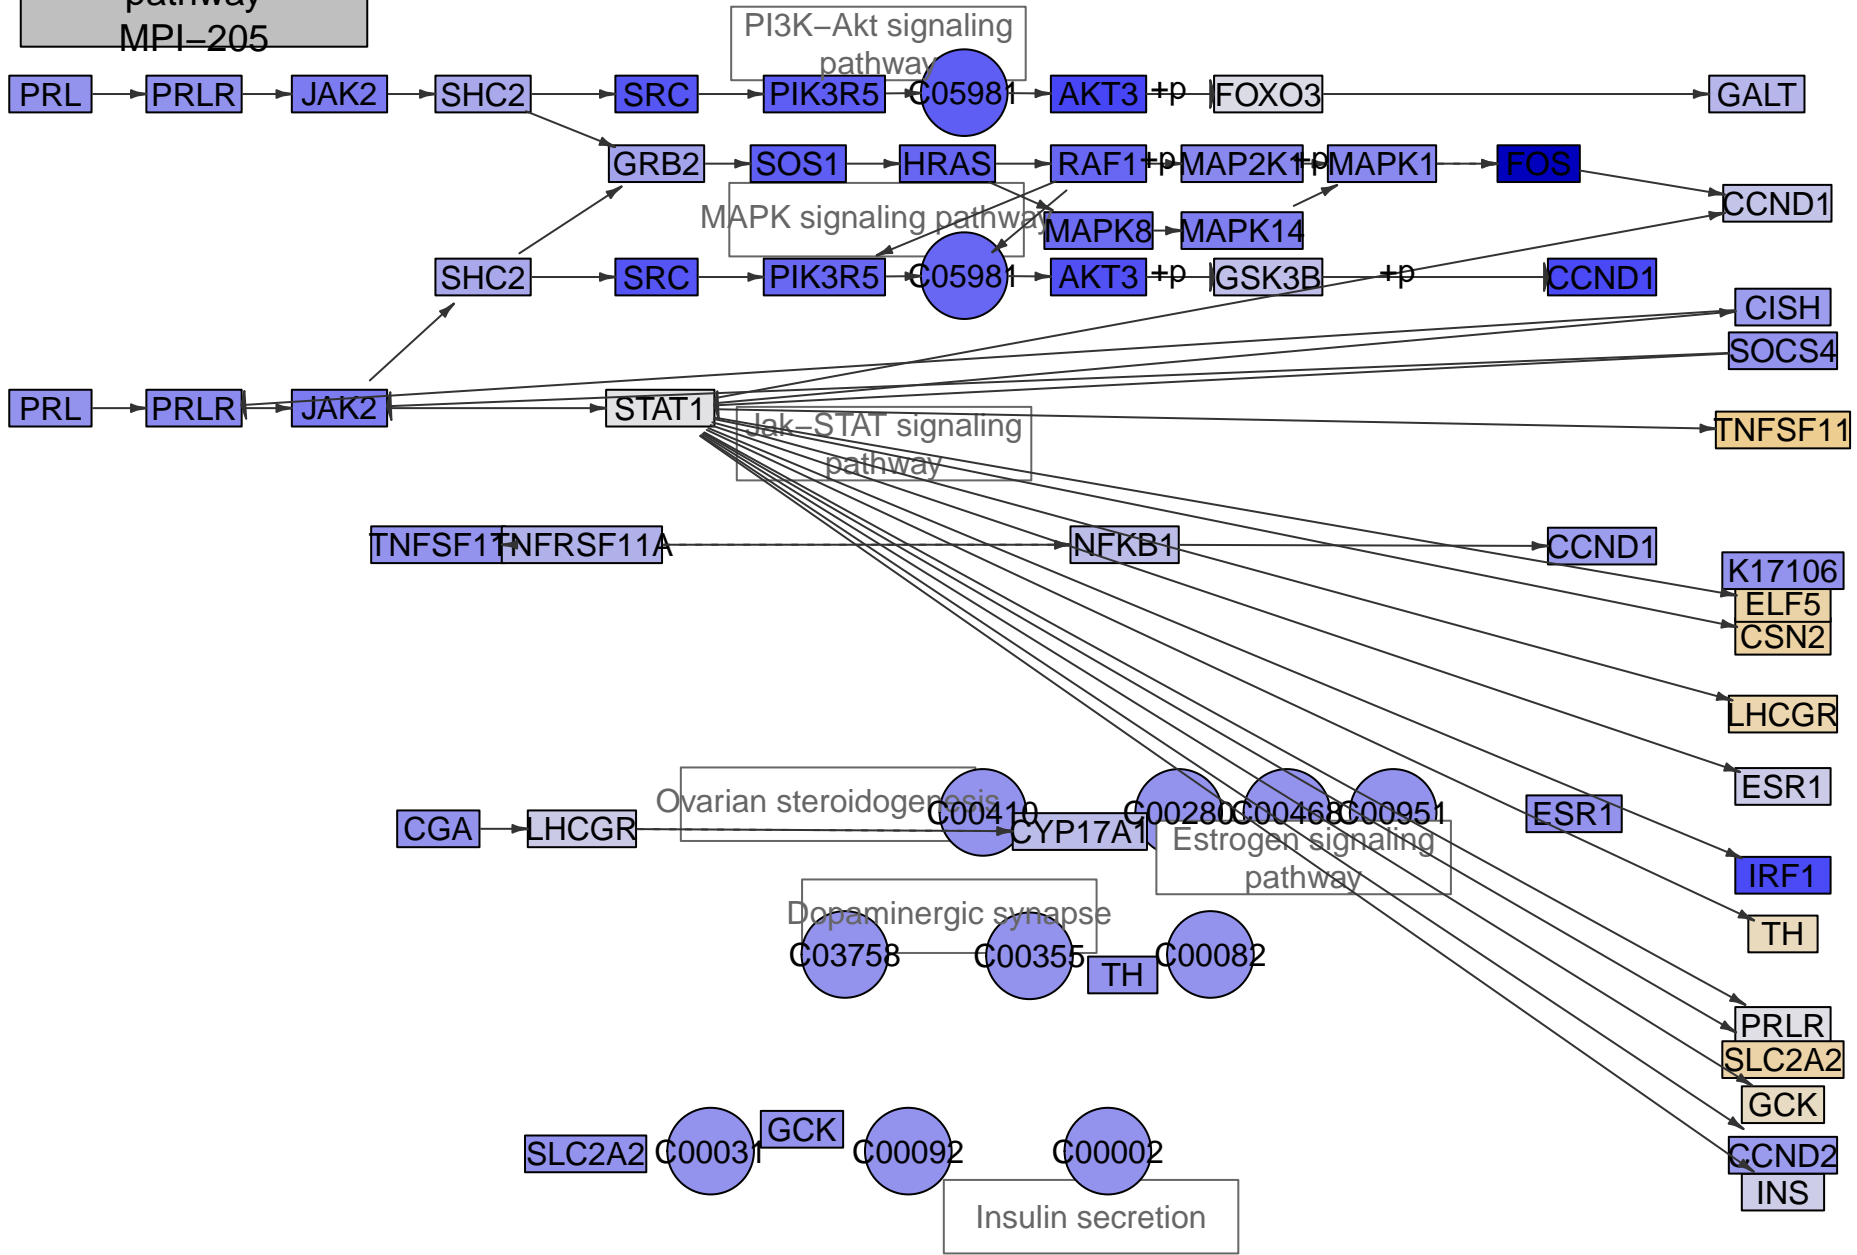 pathway
MPI−205
PI3K−Akt signaling
pathway
PRL
PRLR
JAK2
SHC2
SRC
PIK3R5
C05981
AKT3
+p
FOXO3
GALT
GRB2
SOS1
HRAS
RAF1
+p
MAP2K1
+p
MAPK1
FOS
CCND1
MAPK signaling pathway
MAPK8
MAPK14
SHC2
SRC
PIK3R5
C05981
AKT3
+p
GSK3B
+p
CCND1
CISH
SOCS4
PRL
PRLR
JAK2
STAT1
Jak−STAT signaling
pathway
TNFSF11
TNFSF11
TNFRSF11A
NFKB1
CCND1
K17106
ELF5
CSN2
LHCGR
ESR1
CGA
LHCGR
Ovarian steroidogenesis
C00410
CYP17A1
C00280
C00468
C00951
ESR1
Estrogen signaling
pathway
IRF1
Dopaminergic synapse
TH
C03758
C00355
TH
C00082
PRLR
SLC2A2
GCK
SLC2A2
C00031
GCK
C00092
C00002
CCND2
INS
Insulin secretion